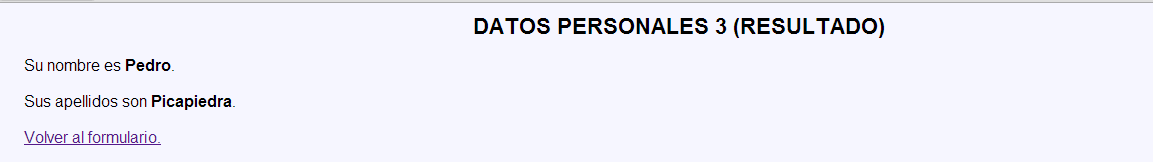 DATOS PERSONALES 3 (RESULTADO)
Su nombre es Pedro.
Sus apellidos son Picapiedra.
Volver al formulario.